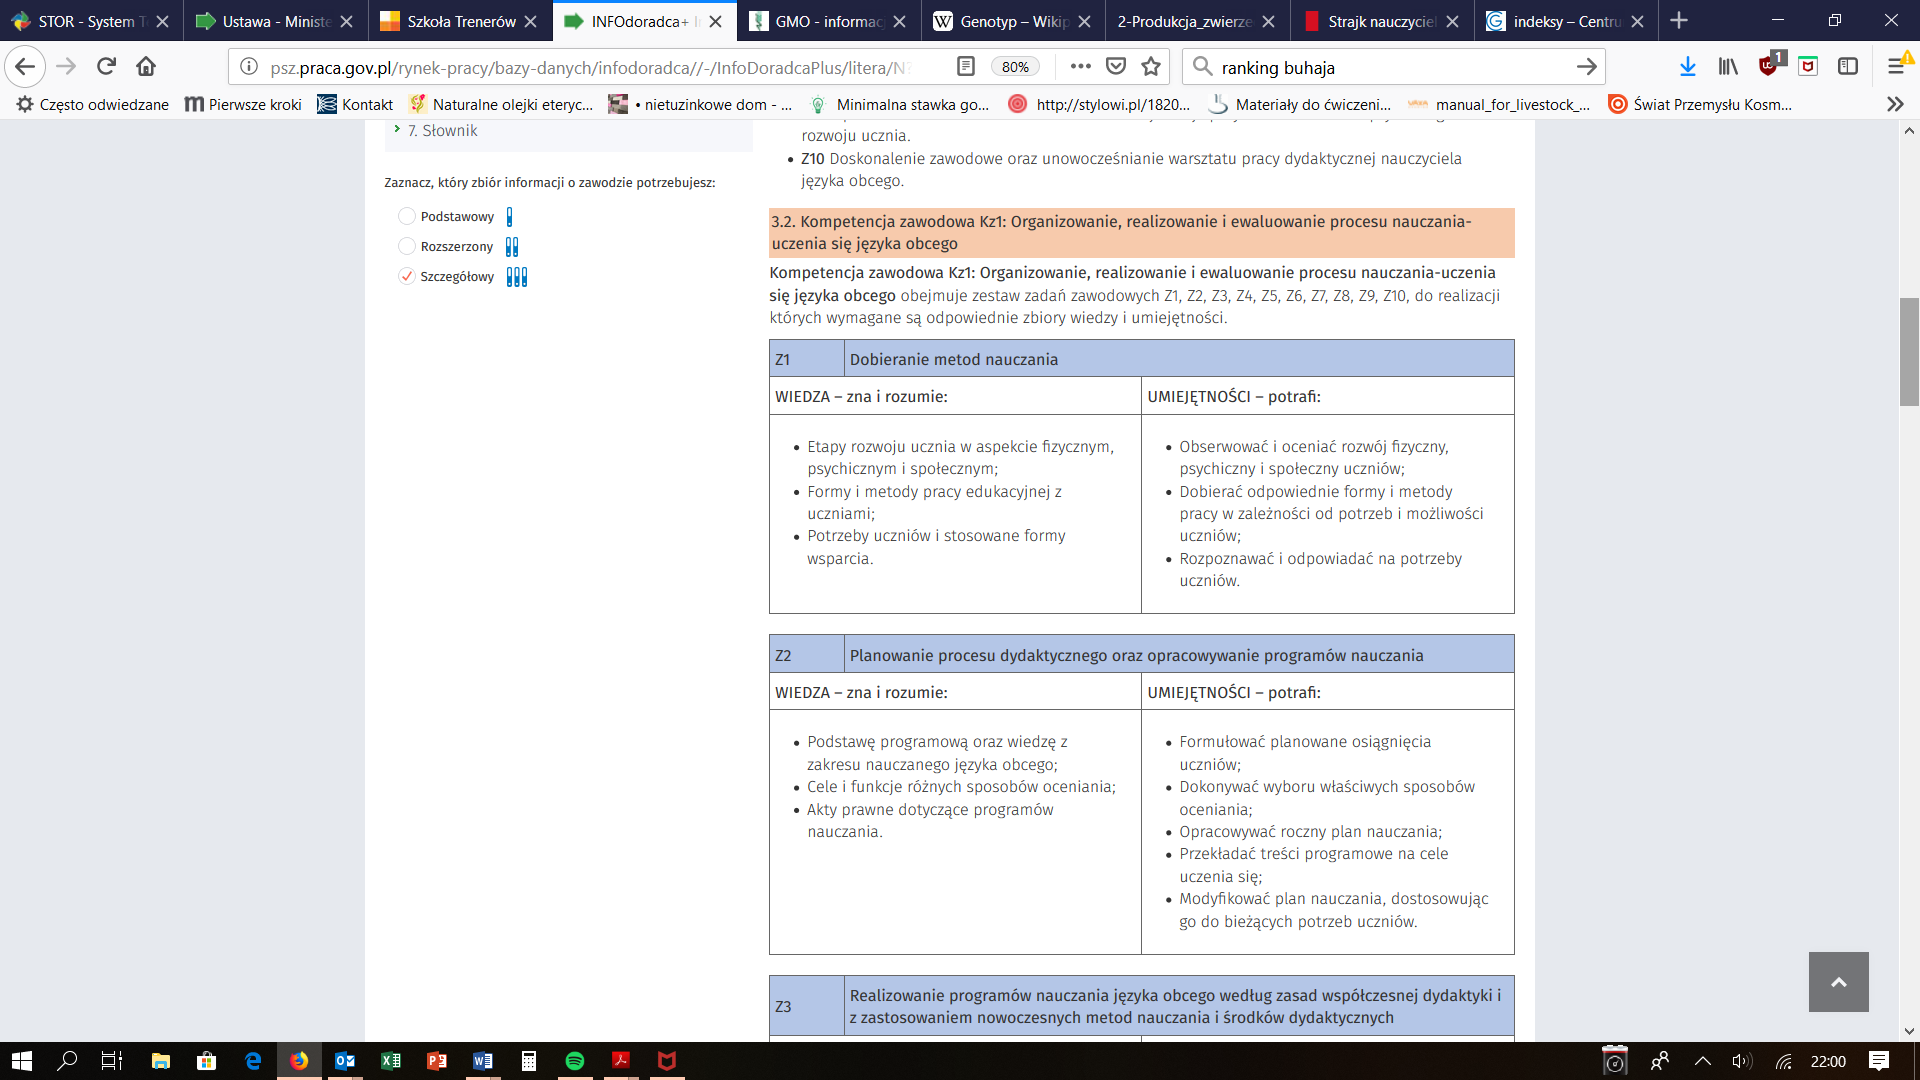 STOR - System T
Ustawa - Ministe
Szkoła Trenerów
INFOdoradca+ I
GMO - informac
Genotyp – Wikip
2-Produkcja_zwierze
Strajk nauczyciel
indeksy – Centru
psz.praca.gov.pl/rynek-pracy/bazy-danych/infodoradca//-/InfoDoradcaPlus/litera/N
80%
ranking buhaja
1
Często odwiedzane
Pierwsze kroki
Kontakt
Naturalne olejki eteryc...
• nietuzinkowe dom - ...
Minimalna stawka go...
http://stylowi.pl/1820...
Materiały do ćwiczeni...
manual_for_livestock_...
Świat Przemysłu Kosm...
7. Słownik
Zaznacz, który zbiór informacji o zawodzie potrzebujesz:
Podstawowy
Rozszerzony
Szczegółowy
rozwoju ucznia.
• Z10 Doskonalenie zawodowe oraz unowocześnianie warsztatu pracy dydaktycznej nauczyciela
języka obcego.
3.2. Kompetencja zawodowa Kz1: Organizowanie, realizowanie i ewaluowanie procesu nauczania-
uczenia się języka obcego
Kompetencja zawodowa Kz1: Organizowanie, realizowanie i ewaluowanie procesu nauczania-uczenia
się języka obcego obejmuje zestaw zadań zawodowych Z1, Z2, Z3, Z4, Z5, Z6, Z7, Z8, Z9, Z10, do realizacji
których wymagane są odpowiednie zbiory wiedzy i umiejętności.
Z1 Dobieranie metod nauczania
WIEDZA – zna i rozumie:
• Etapy rozwoju ucznia w aspekcie fizycznym,
psychicznym i społecznym;
• Formy i metody pracy edukacyjnej z
uczniami;
• Potrzeby uczniów i stosowane formy
wsparcia.
UMIEJĘTNOŚCI – potrafi:
• Obserwować i oceniać rozwój fizyczny,
psychiczny i społeczny uczniów;
• Dobierać odpowiednie formy i metody
pracy w zależności od potrzeb i możliwości
uczniów;
• Rozpoznawać i odpowiadać na potrzeby
uczniów.
Z2 Planowanie procesu dydaktycznego oraz opracowywanie programów nauczania
WIEDZA – zna i rozumie:
• Podstawę programową oraz wiedzę z
zakresu nauczanego języka obcego;
• Cele i funkcje różnych sposobów oceniania;
• Akty prawne dotyczące programów
nauczania.
UMIEJĘTNOŚCI – potrafi:
• Formułować planowane osiągnięcia
uczniów;
• Dokonywać wyboru właściwych sposobów
oceniania;
• Opracowywać roczny plan nauczania;
• Przekładać treści programowe na cele
uczenia się;
• Modyfikować plan nauczania, dostosowując
go do bieżących potrzeb uczniów.
Z3 Realizowanie programów nauczania języka obcego według zasad współczesnej dydaktyki i
z zastosowaniem nowoczesnych metod nauczania i środków dydaktycznych
22:00